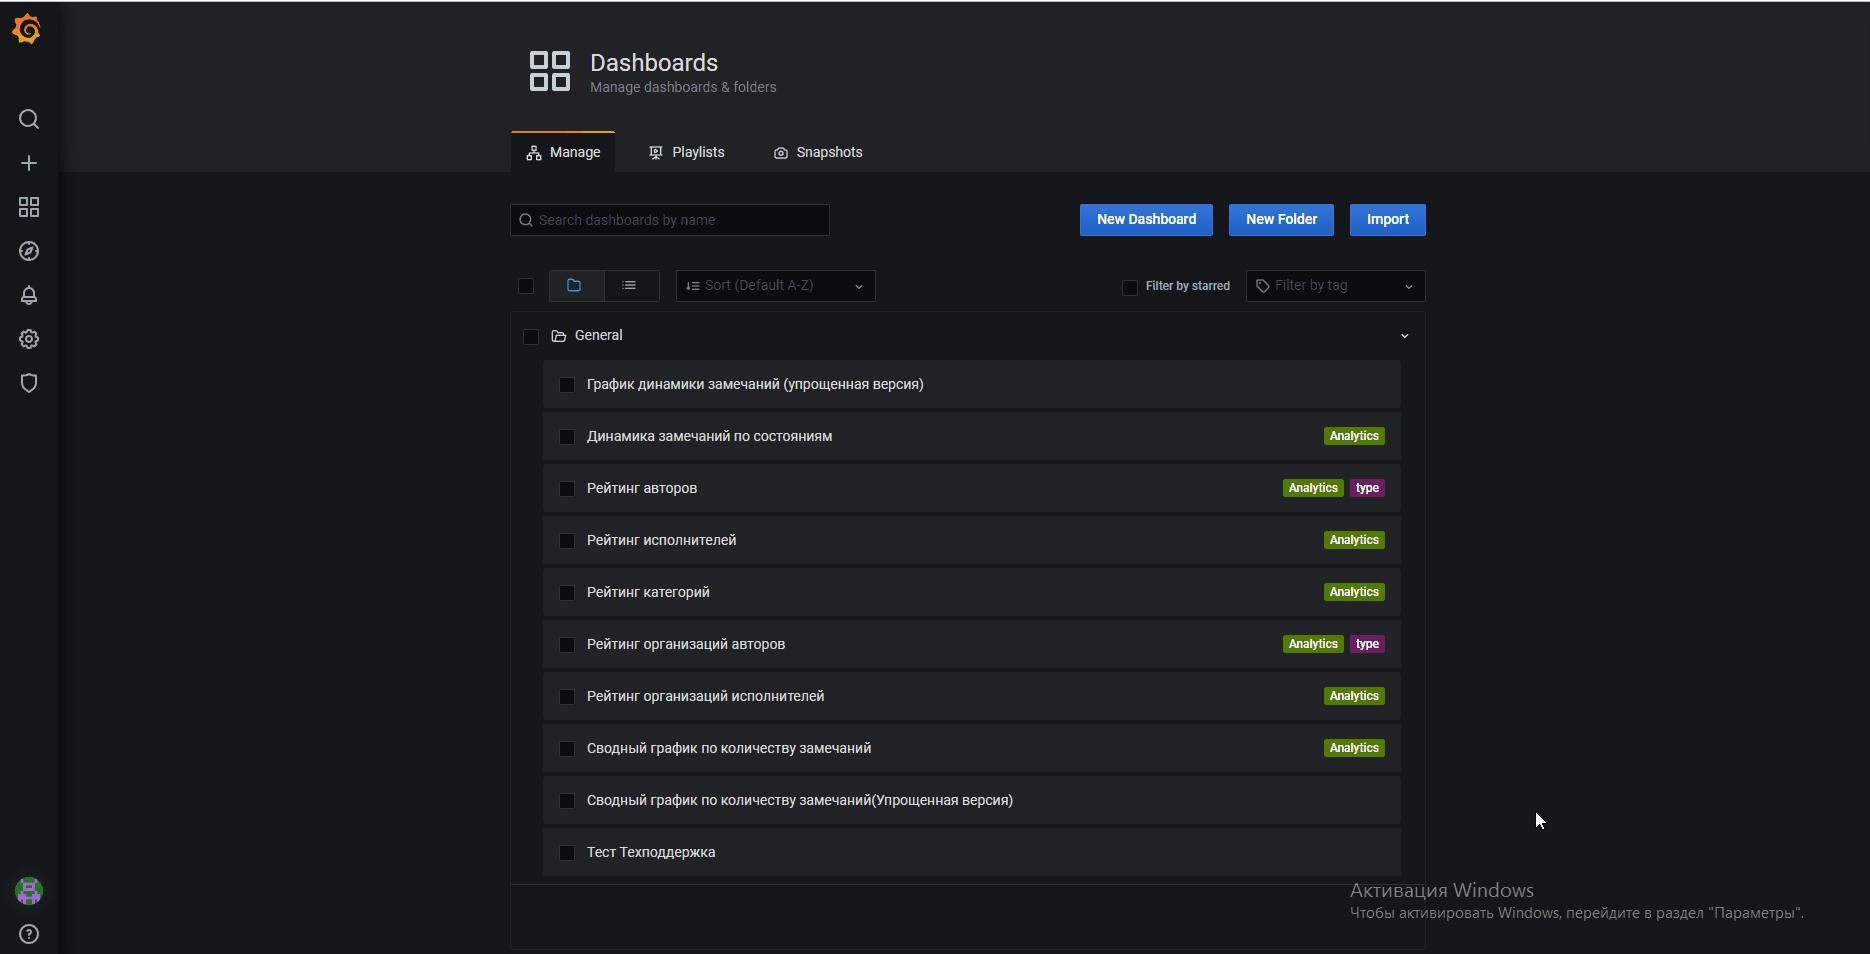 Dashboards
Manage dashboards & folders
Manage
Playlists
Snapshots
Search dashboards by name
New Dashboard
New Folder
Import
Sort (Default A-Z)
Filter by starred
Filter by tag
General
График динамики замечаний (упрощенная версия)
Динамика замечаний по состояниям Analytics
Рейтинг авторов Analytics type
Рейтинг исполнителей Analytics
Рейтинг категорий Analytics
Рейтинг организаций авторов Analytics type
Рейтинг организаций исполнителей Analytics
Сводный график по количеству замечаний Analytics
Сводный график по количеству замечаний(Упрощенная версия)
Тест Техподдержка
Активация Windows
Чтобы активировать Windows, перейдите в раздел "Параметры".